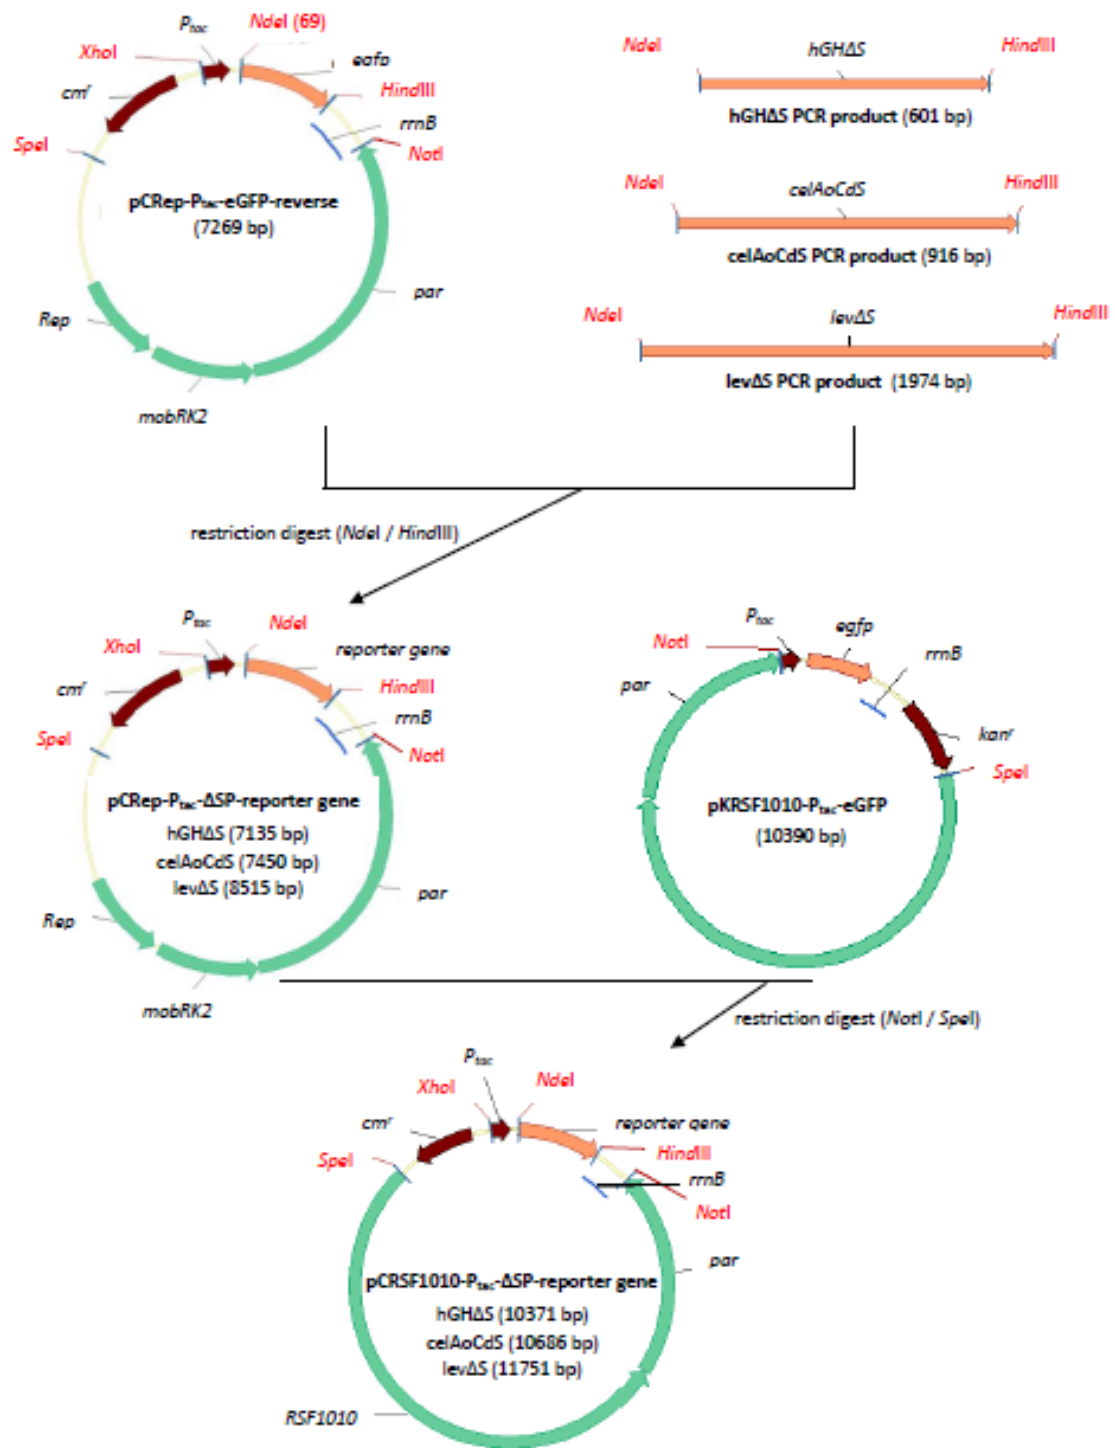 Ptac
NdeI (69)
XhoI
eafp
cmʳ
HindIII
rrnB
SpeI
NotI
pCRep-Ptac-eGFP-reverse
(7269 bp)
par
Rep
mobRK2
NdeI
hGHΔS
HindIII
hGHΔS PCR product (601 bp)
NdeI
celAoCdS
HindIII
celAoCdS PCR product (916 bp)
NdeI
levΔS
HindIII
levΔS PCR product (1974 bp)
restriction digest (NdeI / HindIII)
Ptac
NdeI
XhoI
reporter gene
cmʳ
HindIII
rrnB
SpeI
NotI
pCRep-Ptac-ΔSP-reporter gene
hGHΔS (7135 bp)
celAoCdS (7450 bp)
levΔS (8515 bp)
par
Rep
mobRK2
Ptac
egfp
NotI
rrnB
par
kanʳ
SpeI
pKRSF1010-Ptac-eGFP
(10390 bp)
restriction digest (NotI / SpeI)
Ptac
XhoI
NdeI
cmʳ
reporter gene
SpeI
HindIII
rrnB
NotI
par
pCRSF1010-Ptac-ΔSP-reporter gene
hGHΔS (10371 bp)
celAoCdS (10686 bp)
levΔS (11751 bp)
RSF1010